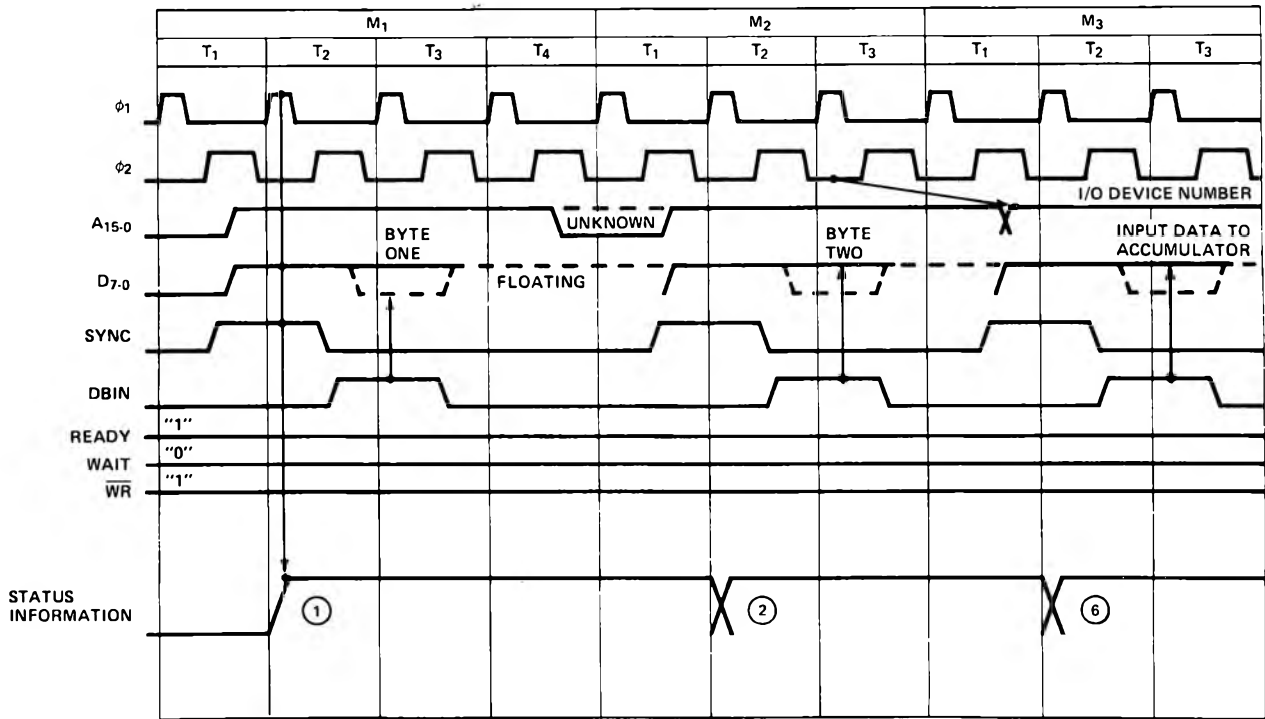 M1 M2 M3
T1 T2 T3 T4 T1 T2 T3 T1 T2 T3
ϕ1
ϕ2
I/O DEVICE NUMBER
A15-0
UNKNOWN
BYTE
ONE
BYTE
TWO
INPUT DATA TO
ACCUMULATOR
D7-0
FLOATING
SYNC
DBIN
READY "1"
WAIT "0"
W̅R̅ "1"
STATUS
INFORMATION
1 2 6